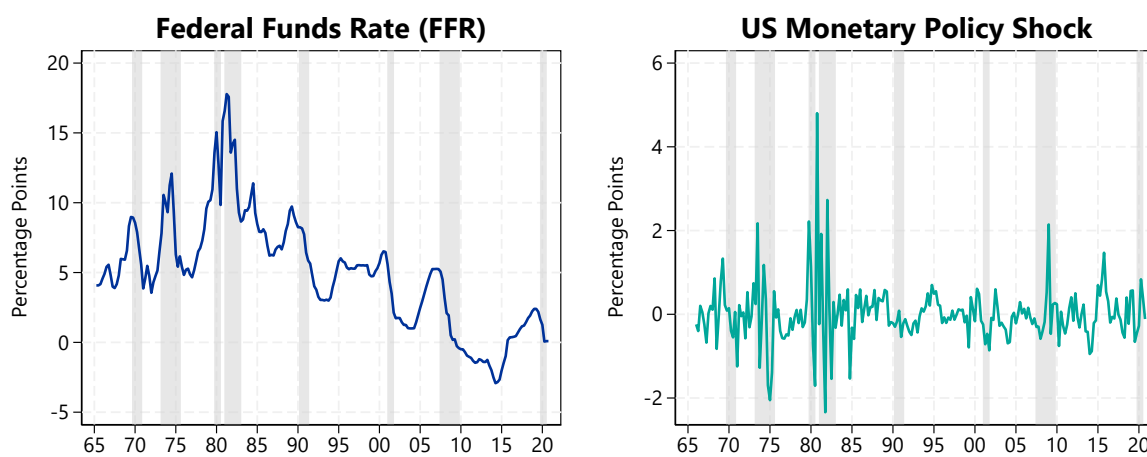 Federal Funds Rate (FFR)
Percentage Points
20
15
10
5
0
-5
65 70 75 80 85 90 95 00 05 10 15 20
US Monetary Policy Shock
Percentage Points
6
4
2
0
-2
65 70 75 80 85 90 95 00 05 10 15 20